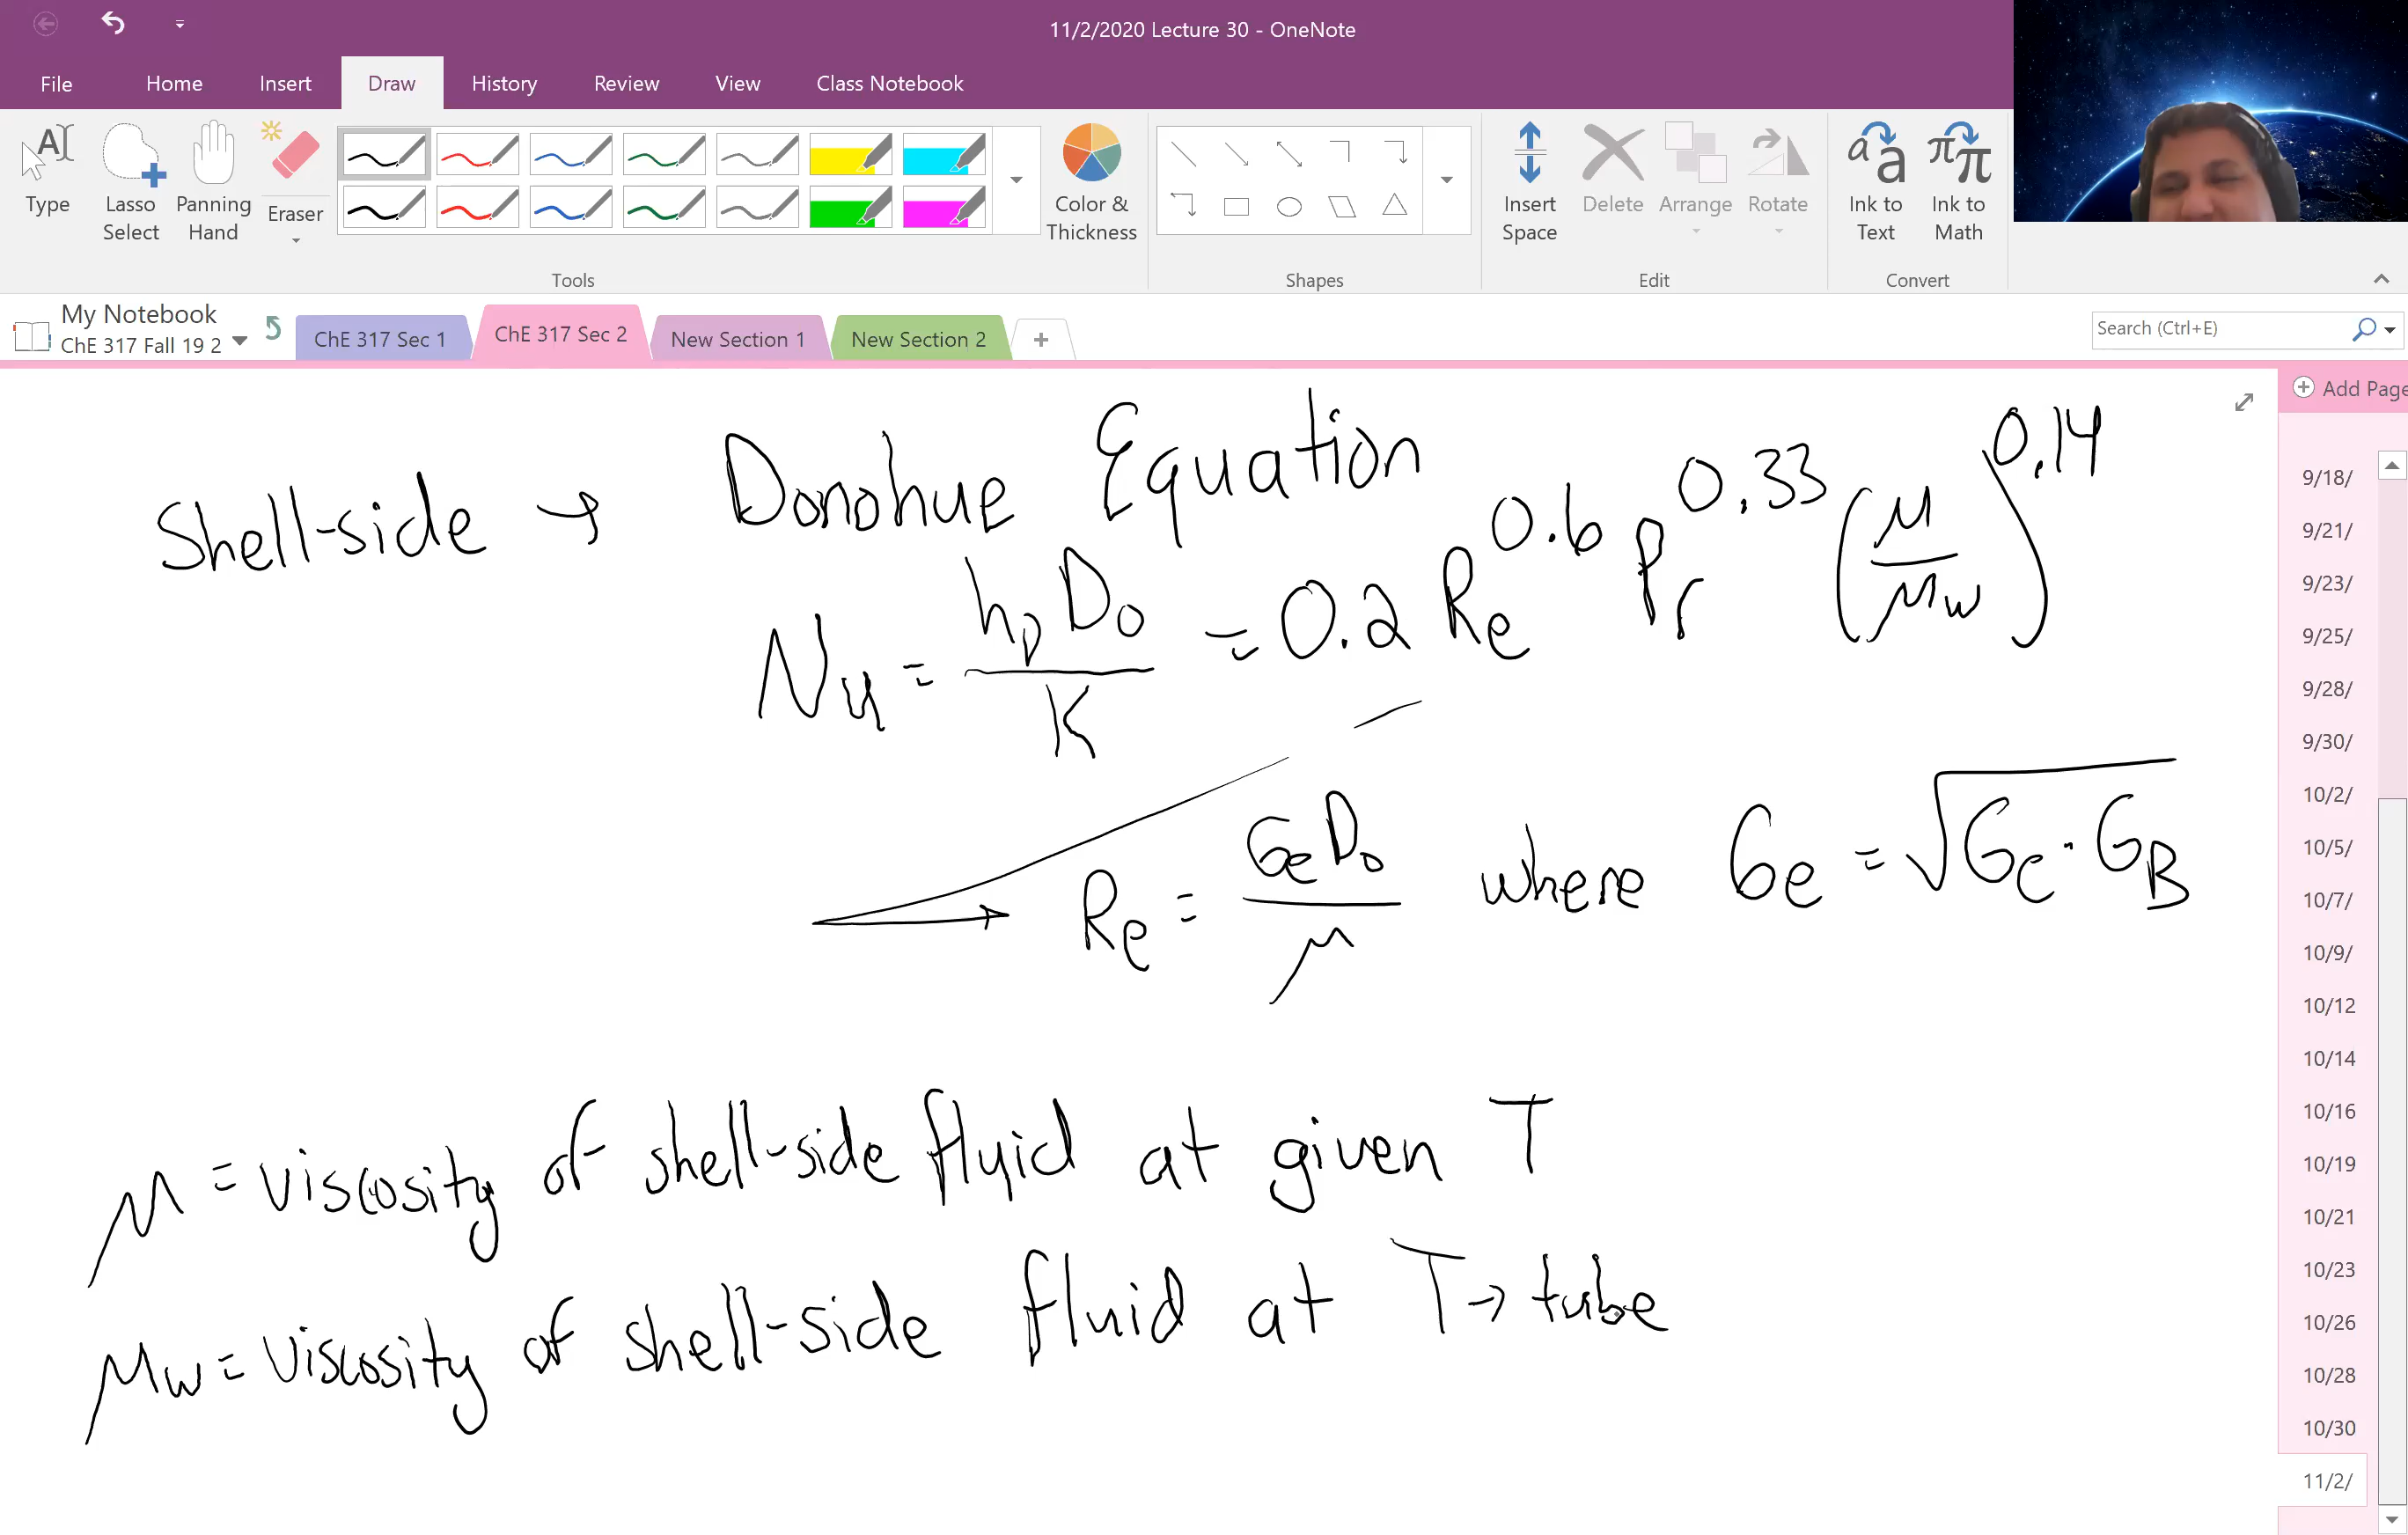 11/2/2020 Lecture 30 - OneNote
File Home Insert Draw History Review View Class Notebook
Type
Lasso Select
Panning Hand
Eraser
Color & Thickness
Insert Space
Delete
Arrange
Rotate
Ink to Text
Ink to Math
Tools Shapes Edit Convert
My Notebook
ChE 317 Fall 19 2
ChE 317 Sec 1 ChE 317 Sec 2 New Section 1 New Section 2 +
Search (Ctrl+E)
Add Page
Shell-side → Donohue Equation
Nu = hₒDₒ/K = 0.2 Re^0.6 Pr^0.33 (μ/μw)^0.14
Re = GeDₒ/μ where Ge = √(Gc · GB)
μ = viscosity of shell-side fluid at given T
μw = viscosity of shell-side fluid at T → tube
9/18/
9/21/
9/23/
9/25/
9/28/
9/30/
10/2/
10/5/
10/7/
10/9/
10/12
10/14
10/16
10/19
10/21
10/23
10/26
10/28
10/30
11/2/